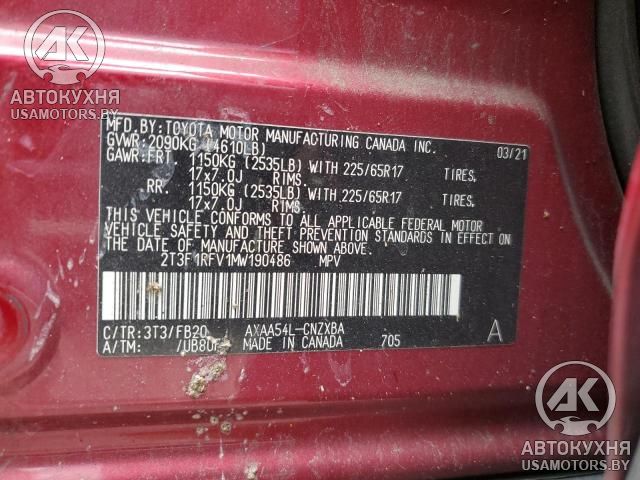 AK
АВТОКУХНЯ
USAMOTORS.BY
MFD. BY: TOYOTA MOTOR MANUFACTURING CANADA INC. 03/21
GVWR: 2090KG (4610LB)
GAWR: FRT. 1150KG (2535LB) WITH 225/65R17 TIRES.
17x7.0J RIMS.
RR. 1150KG (2535LB) WITH 225/65R17 TIRES.
17x7.0J RIMS.
THIS VEHICLE CONFORMS TO ALL APPLICABLE FEDERAL MOTOR
VEHICLE SAFETY AND THEFT PREVENTION STANDARDS IN EFFECT ON
THE DATE OF MANUFACTURE SHOWN ABOVE.
2T3F1RFV1MW190486 MPV
C/TR: 3T3/FB20 AXAA54L-CNZXBA A
A/TM: MADE IN CANADA 705
AK
АВТОКУХНЯ
USAMOTORS.BY